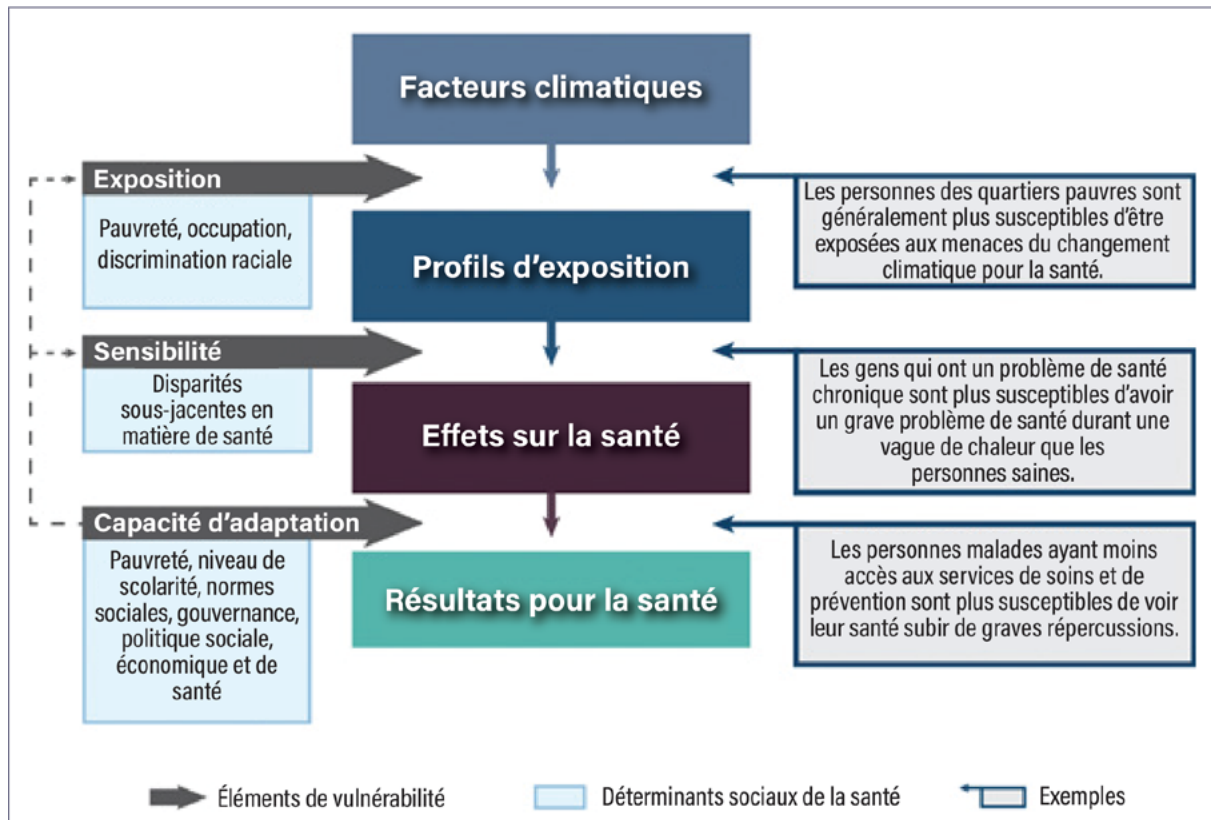 Facteurs climatiques
Exposition
Pauvreté, occupation,
discrimination raciale
Les personnes des quartiers pauvres sont
généralement plus susceptibles d'être
exposées aux menaces du changement
climatique pour la santé.
Profils d'exposition
Sensibilité
Disparités
sous-jacentes en
matière de santé
Les gens qui ont un problème de santé
chronique sont plus susceptibles d'avoir
un grave problème de santé durant une
vague de chaleur que les
personnes saines.
Effets sur la santé
Capacité d'adaptation
Pauvreté, niveau de
scolarité, normes
sociales, gouvernance,
politique sociale,
économique et de
santé
Les personnes malades ayant moins
accès aux services de soins et de
prévention sont plus susceptibles de voir
leur santé subir de graves répercussions.
Résultats pour la santé
Éléments de vulnérabilité
Déterminants sociaux de la santé
Exemples